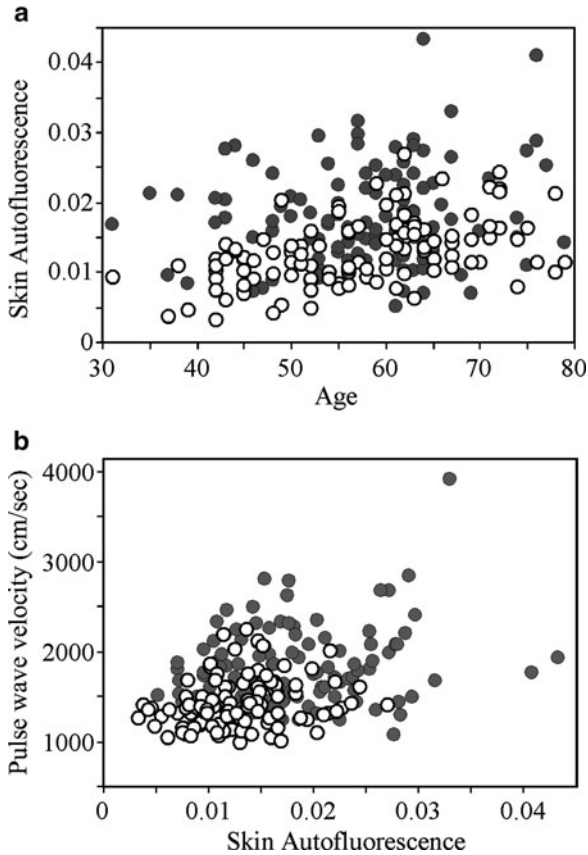 a
0.04
0.03
0.02
0.01
0
Skin Autofluorescence
30 40 50 60 70 80
Age
b
4000
3000
2000
1000
Pulse wave velocity (cm/sec)
0 0.01 0.02 0.03 0.04
Skin Autofluorescence